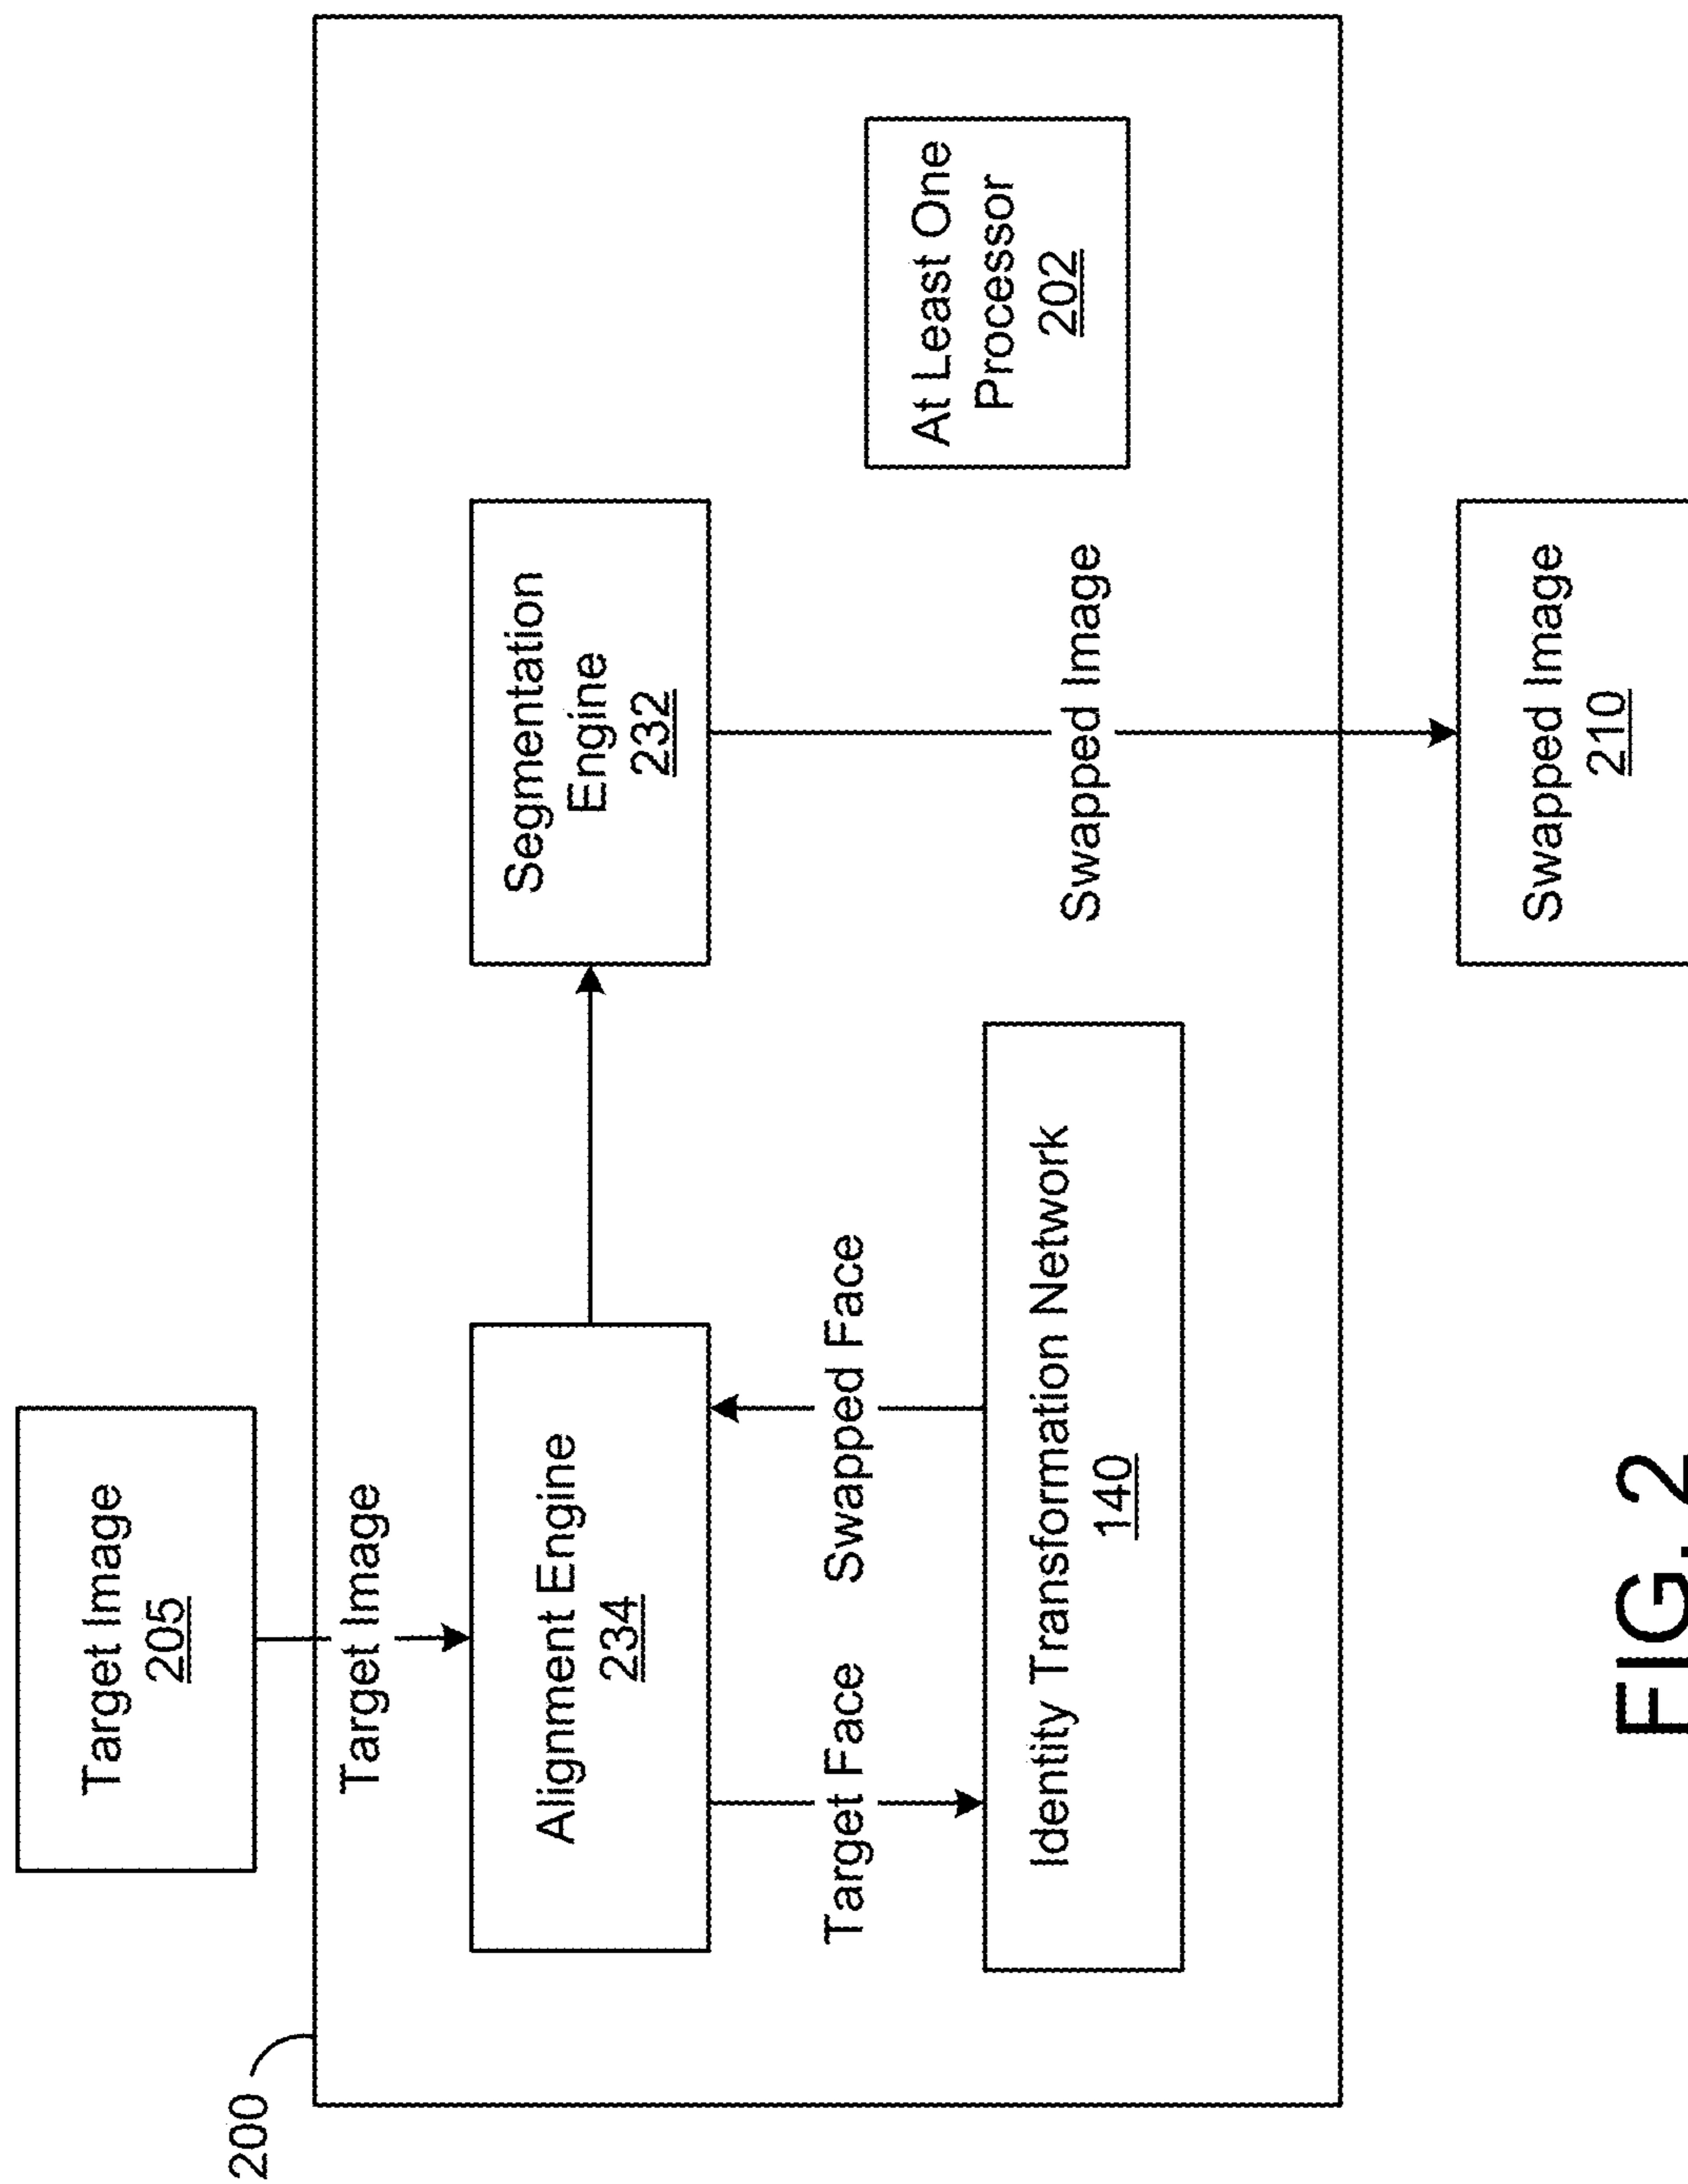 200
Target Image
205
Target Image
Alignment Engine
234
Segmentation
Engine
232
Target Face
Swapped Face
Identity Transformation Network
140
At Least One
Processor
202
Swapped Image
Swapped Image
210
FIG. 2